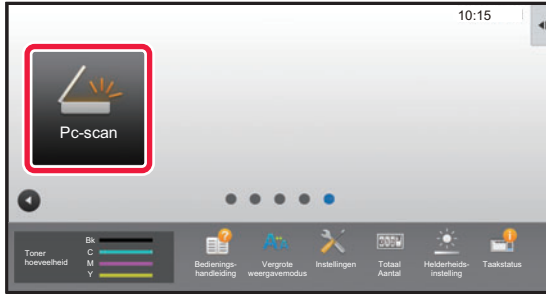 10:15
Pc-scan
Toner
hoeveelheid
Bk
C
M
Y
Bedienings-
handleiding
Vergrote
weergavemodus
Instellingen
Totaal
Aantal
Helderheids-
instelling
Taakstatus